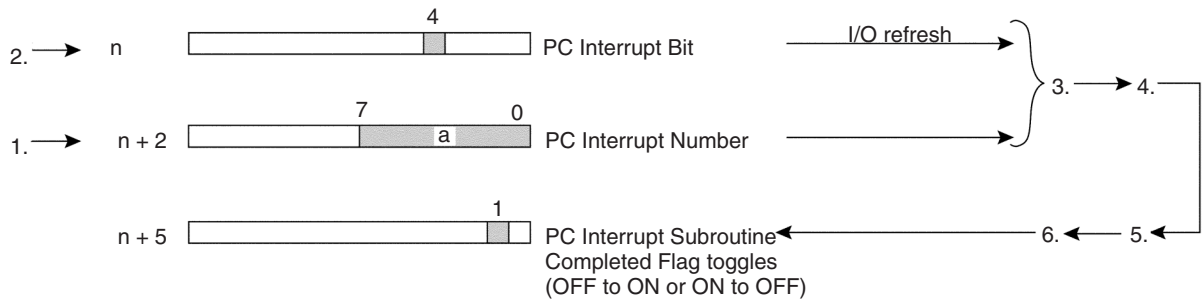 4
2. n PC Interrupt Bit I/O refresh
3. 4.
7 0
1. n + 2 a PC Interrupt Number
1
n + 5 PC Interrupt Subroutine 6. 5.
Completed Flag toggles
(OFF to ON or ON to OFF)